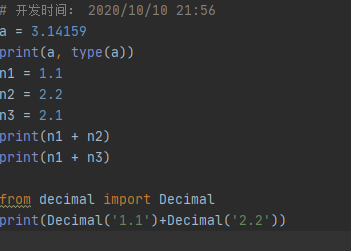 # 开发时间： 2020/10/10 21:56
a = 3.14159
print(a, type(a))
n1 = 1.1
n2 = 2.2
n3 = 2.1
print(n1 + n2)
print(n1 + n3)
from decimal import Decimal
print(Decimal('1.1')+Decimal('2.2'))